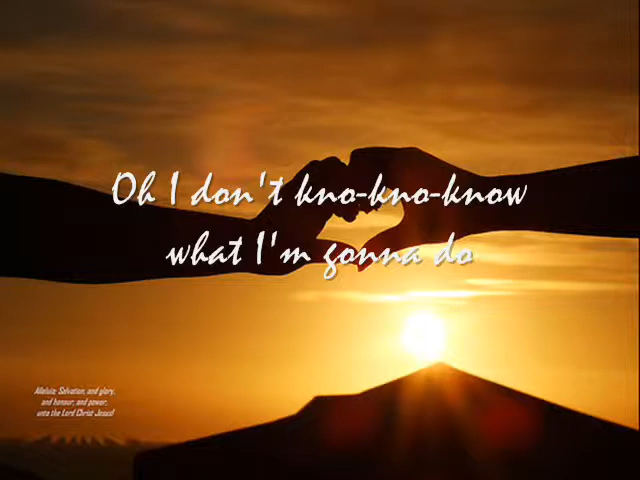 Oh I don't kno-kno-know
what I'm gonna do
Alleluia; Salvation, and glory,
and honour, and power,
unto the Lord Christ Jesus!